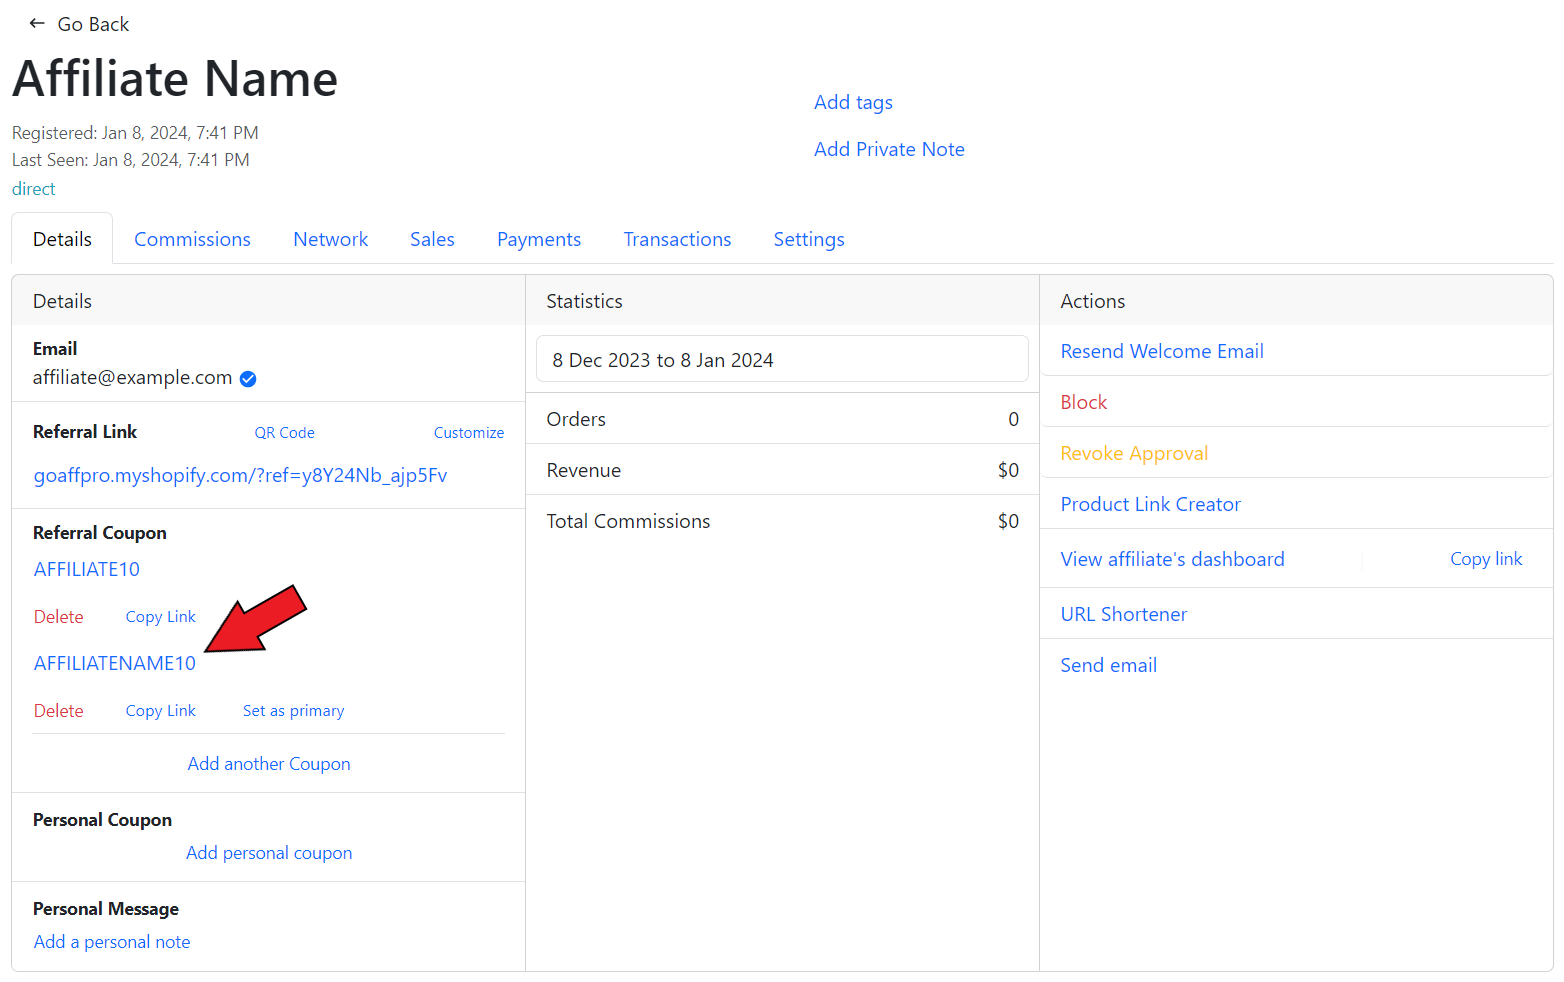 Go Back
Affiliate Name
Registered: Jan 8, 2024, 7:41 PM
Last Seen: Jan 8, 2024, 7:41 PM
direct
Add tags
Add Private Note
Details Commissions Network Sales Payments Transactions Settings
Details
Email
affiliate@example.com
Referral Link QR Code Customize
goaffpro.myshopify.com/?ref=y8Y24Nb_ajp5Fv
Referral Coupon
AFFILIATE10
Delete Copy Link
AFFILIATENAME10
Delete Copy Link Set as primary
Add another Coupon
Personal Coupon
Add personal coupon
Personal Message
Add a personal note
Statistics
8 Dec 2023 to 8 Jan 2024
Orders 0
Revenue $0
Total Commissions $0
Actions
Resend Welcome Email
Block
Revoke Approval
Product Link Creator
View affiliate's dashboard Copy link
URL Shortener
Send email